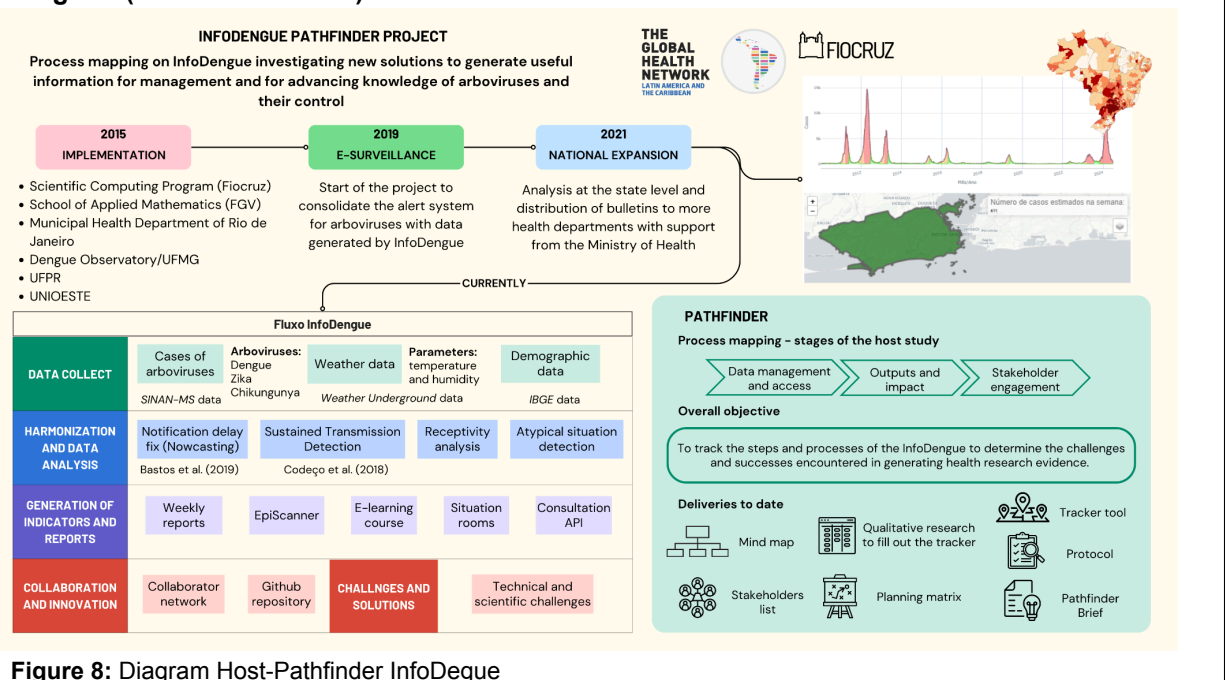 INFODENGUE PATHFINDER PROJECT
Process mapping on InfoDengue investigating new solutions to generate useful
information for management and for advancing knowledge of arboviruses and
their control
THE
GLOBAL
HEALTH
NETWORK
LATIN AMERICA AND
THE CARIBBEAN
FIOCRUZ
2015
IMPLEMENTATION
2019
E-SURVEILLANCE
2021
NATIONAL EXPANSION
• Scientific Computing Program (Fiocruz)
• School of Applied Mathematics (FGV)
• Municipal Health Department of Rio de
Janeiro
• Dengue Observatory/UFMG
• UFPR
• UNIOESTE
Start of the project to
consolidate the alert system
for arboviruses with data
generated by InfoDengue
Analysis at the state level and
distribution of bulletins to more
health departments with support
from the Ministry of Health
Número de casos estimados na semana:
CURRENTLY
Fluxo InfoDengue
DATA COLLECT
Cases of
arboviruses
SINAN-MS data
Arboviruses:
Dengue
Zika
Chikungunya
Weather data
Parameters:
temperature
and humidity
Weather Underground data
Demographic
data
IBGE data
HARMONIZATION
AND DATA
ANALYSIS
Notification delay
fix (Nowcasting)
Bastos et al. (2019)
Sustained Transmission
Detection
Codeço et al. (2018)
Receptivity
analysis
Atypical situation
detection
GENERATION OF
INDICATORS AND
REPORTS
Weekly
reports
EpiScanner
E-learning
course
Situation
rooms
Consultation
API
COLLABORATION
AND INNOVATION
Collaborator
network
Github
repository
CHALLNGES AND
SOLUTIONS
Technical and
scientific challenges
PATHFINDER
Process mapping - stages of the host study
Data management
and access
Outputs and
impact
Stakeholder
engagement
Overall objective
To track the steps and processes of the InfoDengue to determine the challenges
and successes encountered in generating health research evidence.
Deliveries to date
Mind map
Qualitative research
to fill out the tracker
Tracker tool
Protocol
Stakeholders
list
Planning matrix
Pathfinder
Brief
Figure 8: Diagram Host-Pathfinder InfoDegue